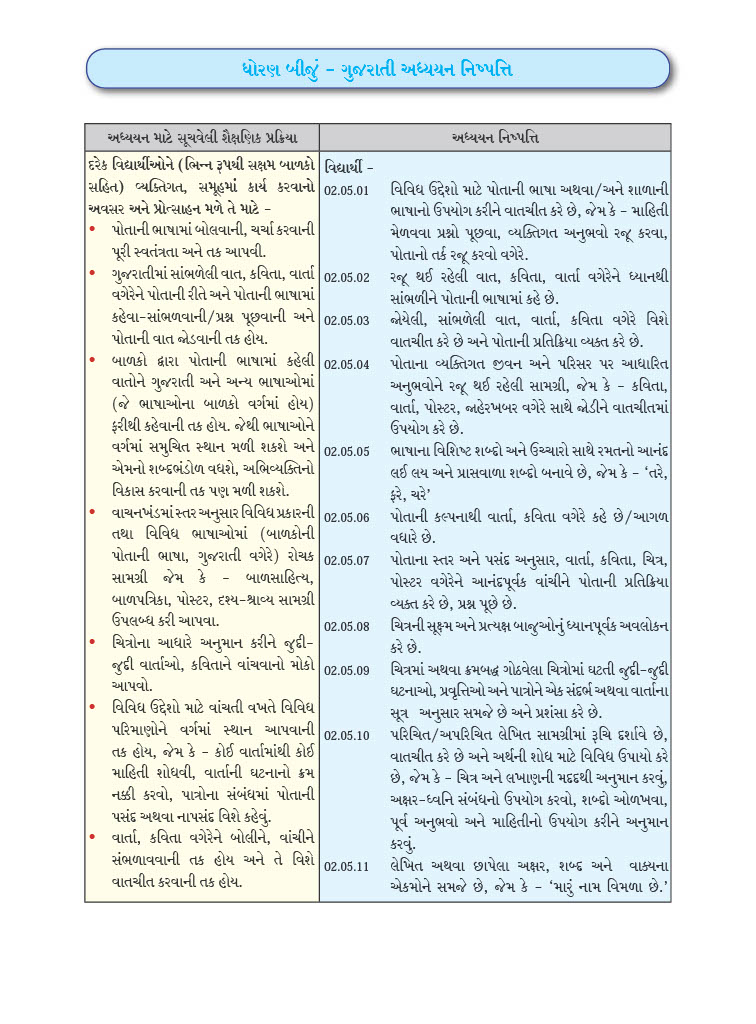 ધોરણ બીજું - ગુજરાતી અધ્યયન નિષ્પત્તિ
અધ્યયન માટે સૂચવેલી શૈક્ષણિક પ્રક્રિયા
દરેક વિદ્યાર્થીઓને (ભિન્ન રૂપથી સક્ષમ બાળકો
સહિત) વ્યક્તિગત, સમૂહમાં કાર્ય કરવાનો
અવસર અને પ્રોત્સાહન મળે તે માટે -
• પોતાની ભાષામાં બોલવાની, ચર્ચા કરવાની
પૂરી સ્વતંત્રતા અને તક આપવી.
• ગુજરાતીમાં સાંભળેલી વાત, કવિતા, વાર્તા
વગેરેને પોતાની રીતે અને પોતાની ભાષામાં
કહેવા-સાંભળવાની/પ્રશ્ન પૂછવાની અને
પોતાની વાત જોડવાની તક હોય.
• બાળકો દ્વારા પોતાની ભાષામાં કહેલી
વાતોને ગુજરાતી અને અન્ય ભાષાઓમાં
(જે ભાષાઓના બાળકો વર્ગમાં હોય)
ફરીથી કહેવાની તક હોય. જેથી ભાષાઓને
વર્ગમાં સમુચિત સ્થાન મળી શકશે અને
એમનો શબ્દભંડોળ વધશે, અભિવ્યક્તિનો
વિકાસ કરવાની તક પણ મળી શકશે.
• વાચનખંડમાં સ્તર અનુસાર વિવિધ પ્રકારની
તથા વિવિધ ભાષાઓમાં (બાળકોની
પોતાની ભાષા, ગુજરાતી વગેરે) રોચક
સામગ્રી જેમ કે - બાળસાહિત્ય,
બાળપત્રિકા, પોસ્ટર, દૃશ્ય-શ્રાવ્ય સામગ્રી
ઉપલબ્ધ કરી આપવા.
• ચિત્રોના આધારે અનુમાન કરીને જુદી-
જુદી વાર્તાઓ, કવિતાને વાંચવાનો મોકો
આપવો.
• વિવિધ ઉદ્દેશો માટે વાંચતી વખતે વિવિધ
પરિમાણોને વર્ગમાં સ્થાન આપવાની
તક હોય, જેમ કે - કોઈ વાર્તામાંથી કોઈ
માહિતી શોધવી, વાર્તાની ઘટનાનો ક્રમ
નક્કી કરવો, પાત્રોના સંબંધમાં પોતાની
પસંદ અથવા નાપસંદ વિશે કહેવું.
• વાર્તા, કવિતા વગેરેને બોલીને, વાંચીને
સંભળાવવાની તક હોય અને તે વિશે
વાતચીત કરવાની તક હોય.
અધ્યયન નિષ્પત્તિ
વિદ્યાર્થી -
02.05.01 વિવિધ ઉદ્દેશો માટે પોતાની ભાષા અથવા/અને શાળાની
ભાષાનો ઉપયોગ કરીને વાતચીત કરે છે, જેમ કે - માહિતી
મેળવવા પ્રશ્નો પૂછવા, વ્યક્તિગત અનુભવો રજૂ કરવા,
પોતાનો તર્ક રજૂ કરવો વગેરે.
02.05.02 રજૂ થઈ રહેલી વાત, કવિતા, વાર્તા વગેરેને ધ્યાનથી
સાંભળીને પોતાની ભાષામાં કહે છે.
02.05.03 જોયેલી, સાંભળેલી વાત, વાર્તા, કવિતા વગેરે વિશે
વાતચીત કરે છે અને પોતાની પ્રતિક્રિયા વ્યક્ત કરે છે.
02.05.04 પોતાના વ્યક્તિગત જીવન અને પરિસર પર આધારિત
અનુભવોને રજૂ થઈ રહેલી સામગ્રી, જેમ કે - કવિતા,
વાર્તા, પોસ્ટર, જાહેરખબર વગેરે સાથે જોડીને વાતચીતમાં
ઉપયોગ કરે છે.
02.05.05 ભાષાના વિશિષ્ટ શબ્દો અને ઉચ્ચારો સાથે રમતનો આનંદ
લઈ લય અને પ્રાસવાળા શબ્દો બનાવે છે, જેમ કે - ‘તરે,
ફરે, ચરે’
02.05.06 પોતાની કલ્પનાથી વાર્તા, કવિતા વગેરે કહે છે/આગળ
વધારે છે.
02.05.07 પોતાના સ્તર અને પસંદ અનુસાર, વાર્તા, કવિતા, ચિત્ર,
પોસ્ટર વગેરેને આનંદપૂર્વક વાંચીને પોતાની પ્રતિક્રિયા
વ્યક્ત કરે છે, પ્રશ્ન પૂછે છે.
02.05.08 ચિત્રની સૂક્ષ્મ અને પ્રત્યક્ષ બાજુઓનું ધ્યાનપૂર્વક અવલોકન
કરે છે.
02.05.09 ચિત્રમાં અથવા ક્રમબદ્ધ ગોઠવેલા ચિત્રોમાં ઘટતી જુદી-જુદી
ઘટનાઓ, પ્રવૃત્તિઓ અને પાત્રોને એક સંદર્ભ અથવા વાર્તાના
સૂત્ર અનુસાર સમજે છે અને પ્રશંસા કરે છે.
02.05.10 પરિચિત/અપરિચિત લેખિત સામગ્રીમાં રૂચિ દર્શાવે છે,
વાતચીત કરે છે અને અર્થની શોધ માટે વિવિધ ઉપાયો કરે
છે, જેમ કે - ચિત્ર અને લખાણની મદદથી અનુમાન કરવું,
અક્ષર-ધ્વનિ સંબંધનો ઉપયોગ કરવો, શબ્દો ઓળખવા,
પૂર્વ અનુભવો અને માહિતીનો ઉપયોગ કરીને અનુમાન
કરવું.
02.05.11 લેખિત અથવા છાપેલા અક્ષર, શબ્દ અને વાક્યના
એકમોને સમજે છે, જેમ કે - ‘મારું નામ વિમળા છે.’